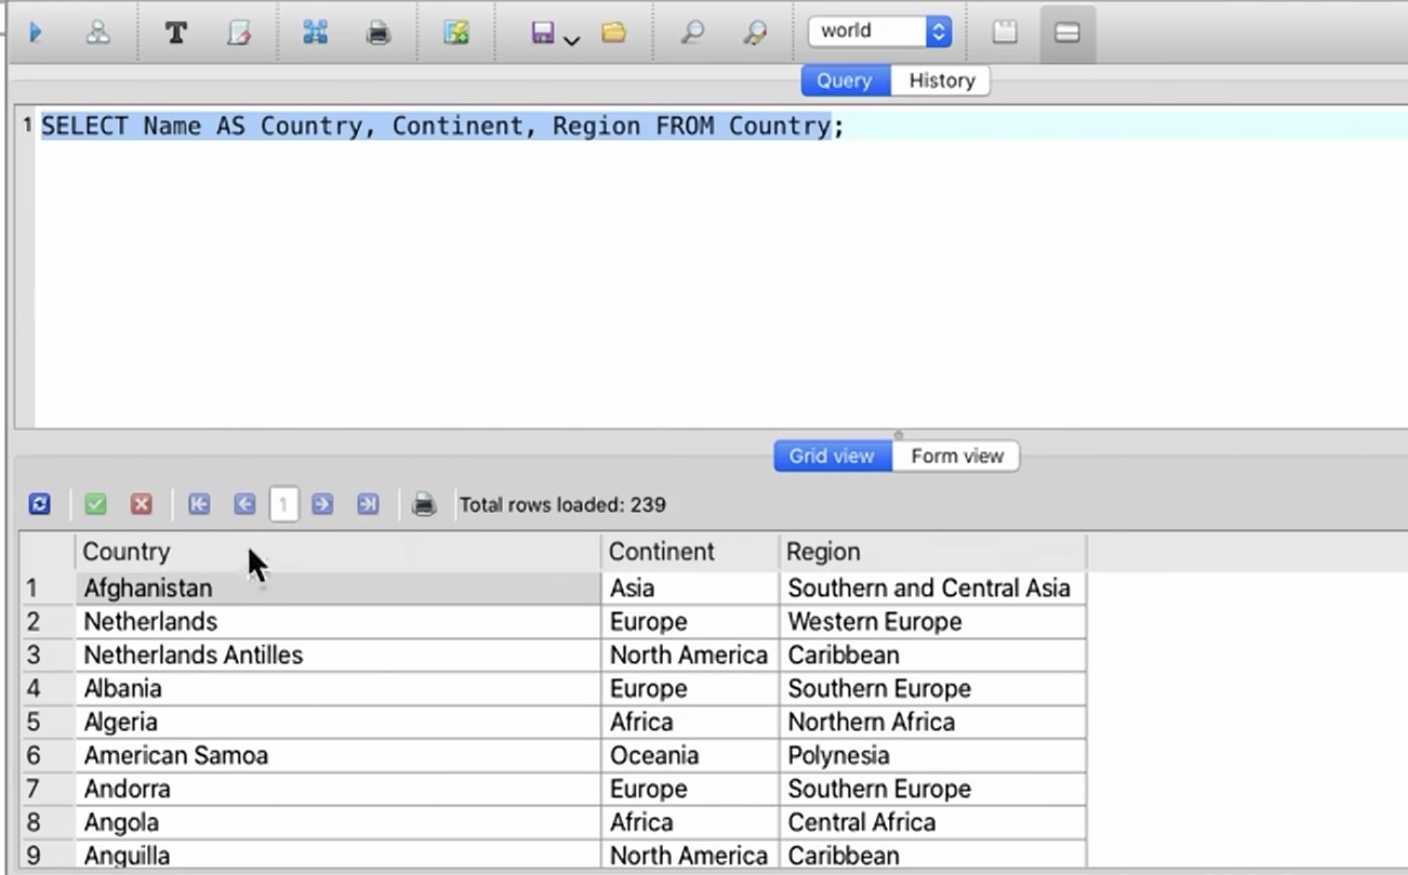 world
Query History
1 SELECT Name AS Country, Continent, Region FROM Country;
Grid view Form view
1 Total rows loaded: 239
Country Continent Region
1 Afghanistan Asia Southern and Central Asia
2 Netherlands Europe Western Europe
3 Netherlands Antilles North America Caribbean
4 Albania Europe Southern Europe
5 Algeria Africa Northern Africa
6 American Samoa Oceania Polynesia
7 Andorra Europe Southern Europe
8 Angola Africa Central Africa
9 Anguilla North America Caribbean